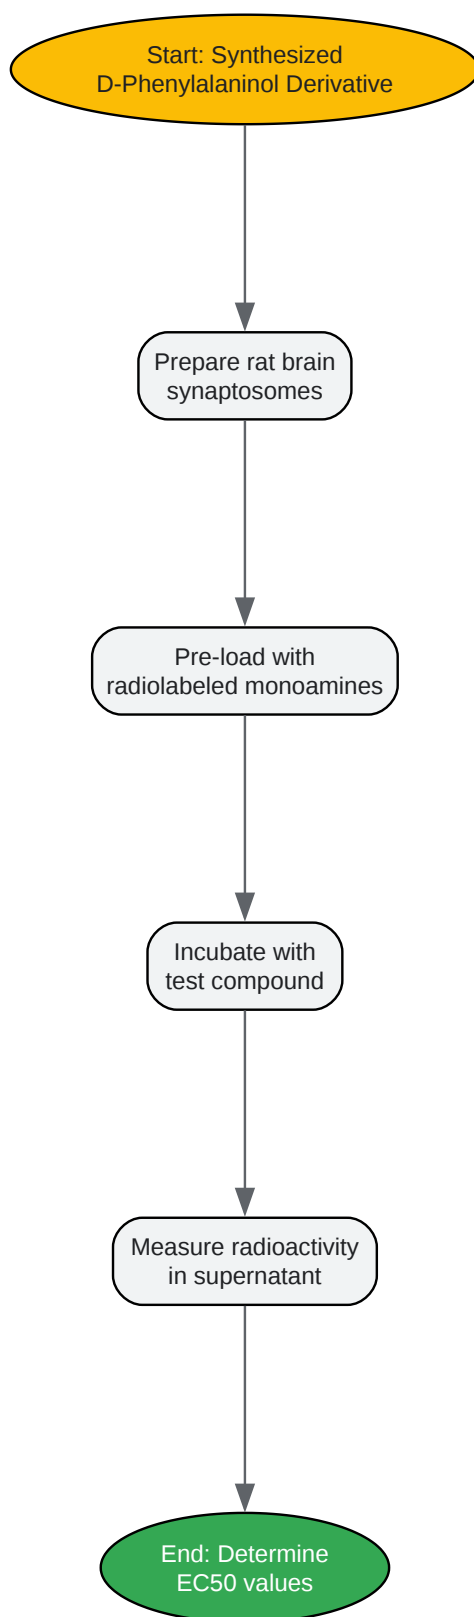 Start: Synthesized
D-Phenylalaninol Derivative
Prepare rat brain
synaptosomes
Pre-load with
radiolabeled monoamines
Incubate with
test compound
Measure radioactivity
in supernatant
End: Determine
EC50 values